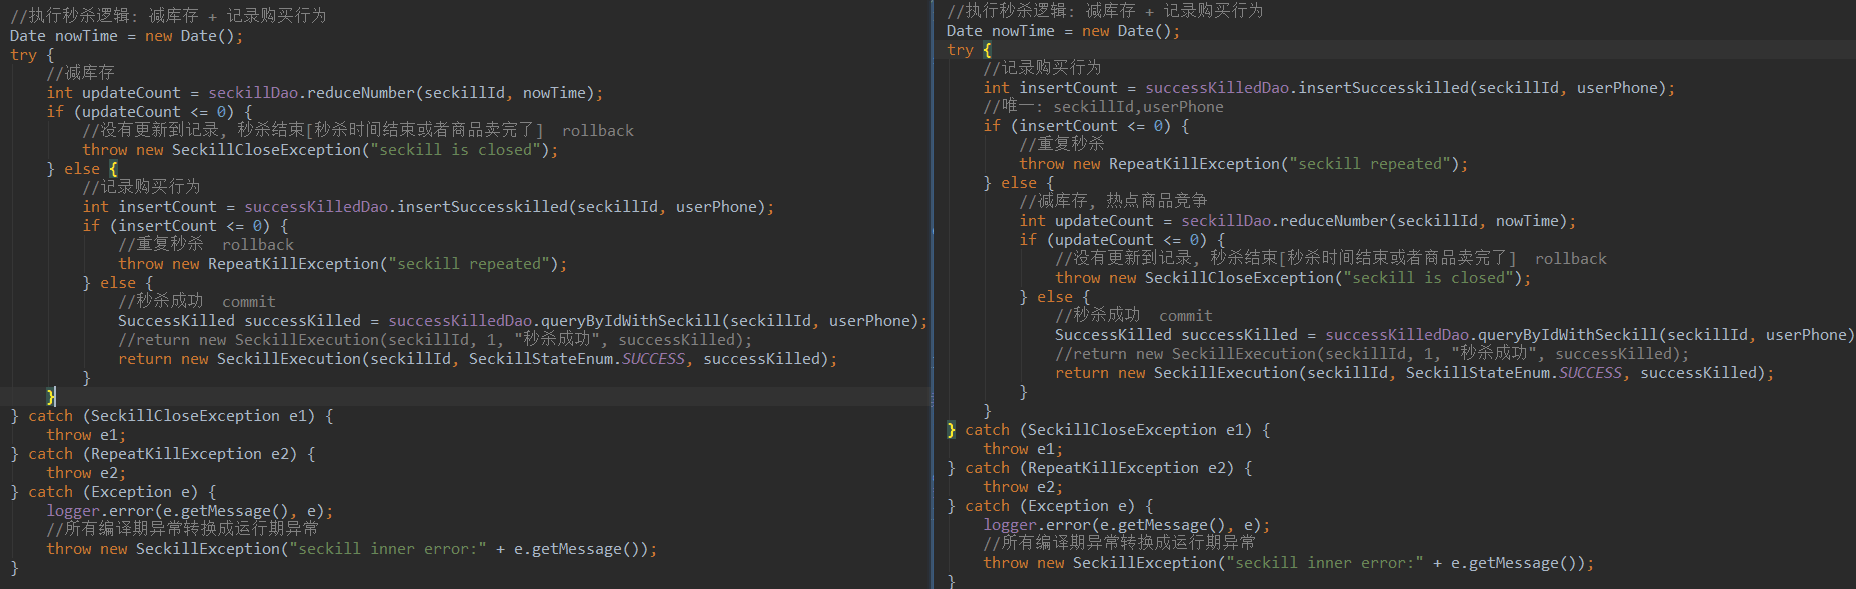 //执行秒杀逻辑: 减库存 + 记录购买行为
Date nowTime = new Date();
try {
    //减库存
    int updateCount = seckillDao.reduceNumber(seckillId, nowTime);
    if (updateCount <= 0) {
        //没有更新到记录, 秒杀结束[秒杀时间结束或者商品卖完了]  rollback
        throw new SeckillCloseException("seckill is closed");
    } else {
        //记录购买行为
        int insertCount = successKilledDao.insertSuccesskilled(seckillId, userPhone);
        if (insertCount <= 0) {
            //重复秒杀  rollback
            throw new RepeatKillException("seckill repeated");
        } else {
            //秒杀成功  commit
            SuccessKilled successKilled = successKilledDao.queryByIdWithSeckill(seckillId, userPhone);
            //return new SeckillExecution(seckillId, 1, "秒杀成功", successKilled);
            return new SeckillExecution(seckillId, SeckillStateEnum.SUCCESS, successKilled);
        }
    }
} catch (SeckillCloseException e1) {
    throw e1;
} catch (RepeatKillException e2) {
    throw e2;
} catch (Exception e) {
    logger.error(e.getMessage(), e);
    //所有编译期异常转换成运行期异常
    throw new SeckillException("seckill inner error:" + e.getMessage());
}
//执行秒杀逻辑: 减库存 + 记录购买行为
Date nowTime = new Date();
try {
    //记录购买行为
    int insertCount = successKilledDao.insertSuccesskilled(seckillId, userPhone);
    //唯一: seckillId,userPhone
    if (insertCount <= 0) {
        //重复秒杀
        throw new RepeatKillException("seckill repeated");
    } else {
        //减库存, 热点商品竞争
        int updateCount = seckillDao.reduceNumber(seckillId, nowTime);
        if (updateCount <= 0) {
            //没有更新到记录, 秒杀结束[秒杀时间结束或者商品卖完了]  rollback
            throw new SeckillCloseException("seckill is closed");
        } else {
            //秒杀成功  commit
            SuccessKilled successKilled = successKilledDao.queryByIdWithSeckill(seckillId, userPhone)
            //return new SeckillExecution(seckillId, 1, "秒杀成功", successKilled);
            return new SeckillExecution(seckillId, SeckillStateEnum.SUCCESS, successKilled);
        }
    }
} catch (SeckillCloseException e1) {
    throw e1;
} catch (RepeatKillException e2) {
    throw e2;
} catch (Exception e) {
    logger.error(e.getMessage(), e);
    //所有编译期异常转换成运行期异常
    throw new SeckillException("seckill inner error:" + e.getMessage());
}